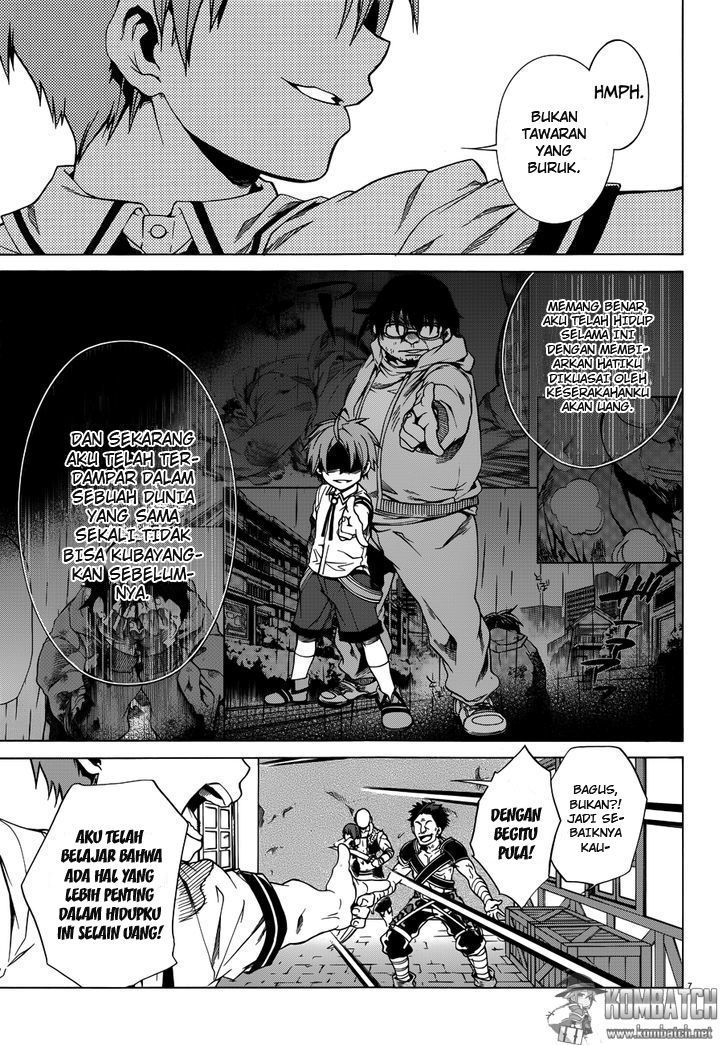 HMPH.
BUKAN
TAWARAN
YANG
BURUK.
MEMANG BENAR,
AKU TELAH HIDUP
SELAMA INI
DENGAN MEMBI-
ARKAN HATIKU
DIKUASAI OLEH
KESERAKAHANKU
AKAN UANG.
DAN SEKARANG
AKU TELAH TER-
DAMPAR DALAM
SEBUAH DUNIA
YANG SAMA
SEKALI TIDAK
BISA KUBAYANG-
KAN SEBELUM-
NYA.
BAGUS,
BUKAN?!
JADI SE-
BAIKNYA
KAU-
DENGAN
BEGITU
PULA!
AKU TELAH
BELAJAR BAHWA
ADA HAL YANG
LEBIH PENTING
DALAM HIDUPKU
INI SELAIN UANG!
7
KOMBATCH
www.kombatch.net